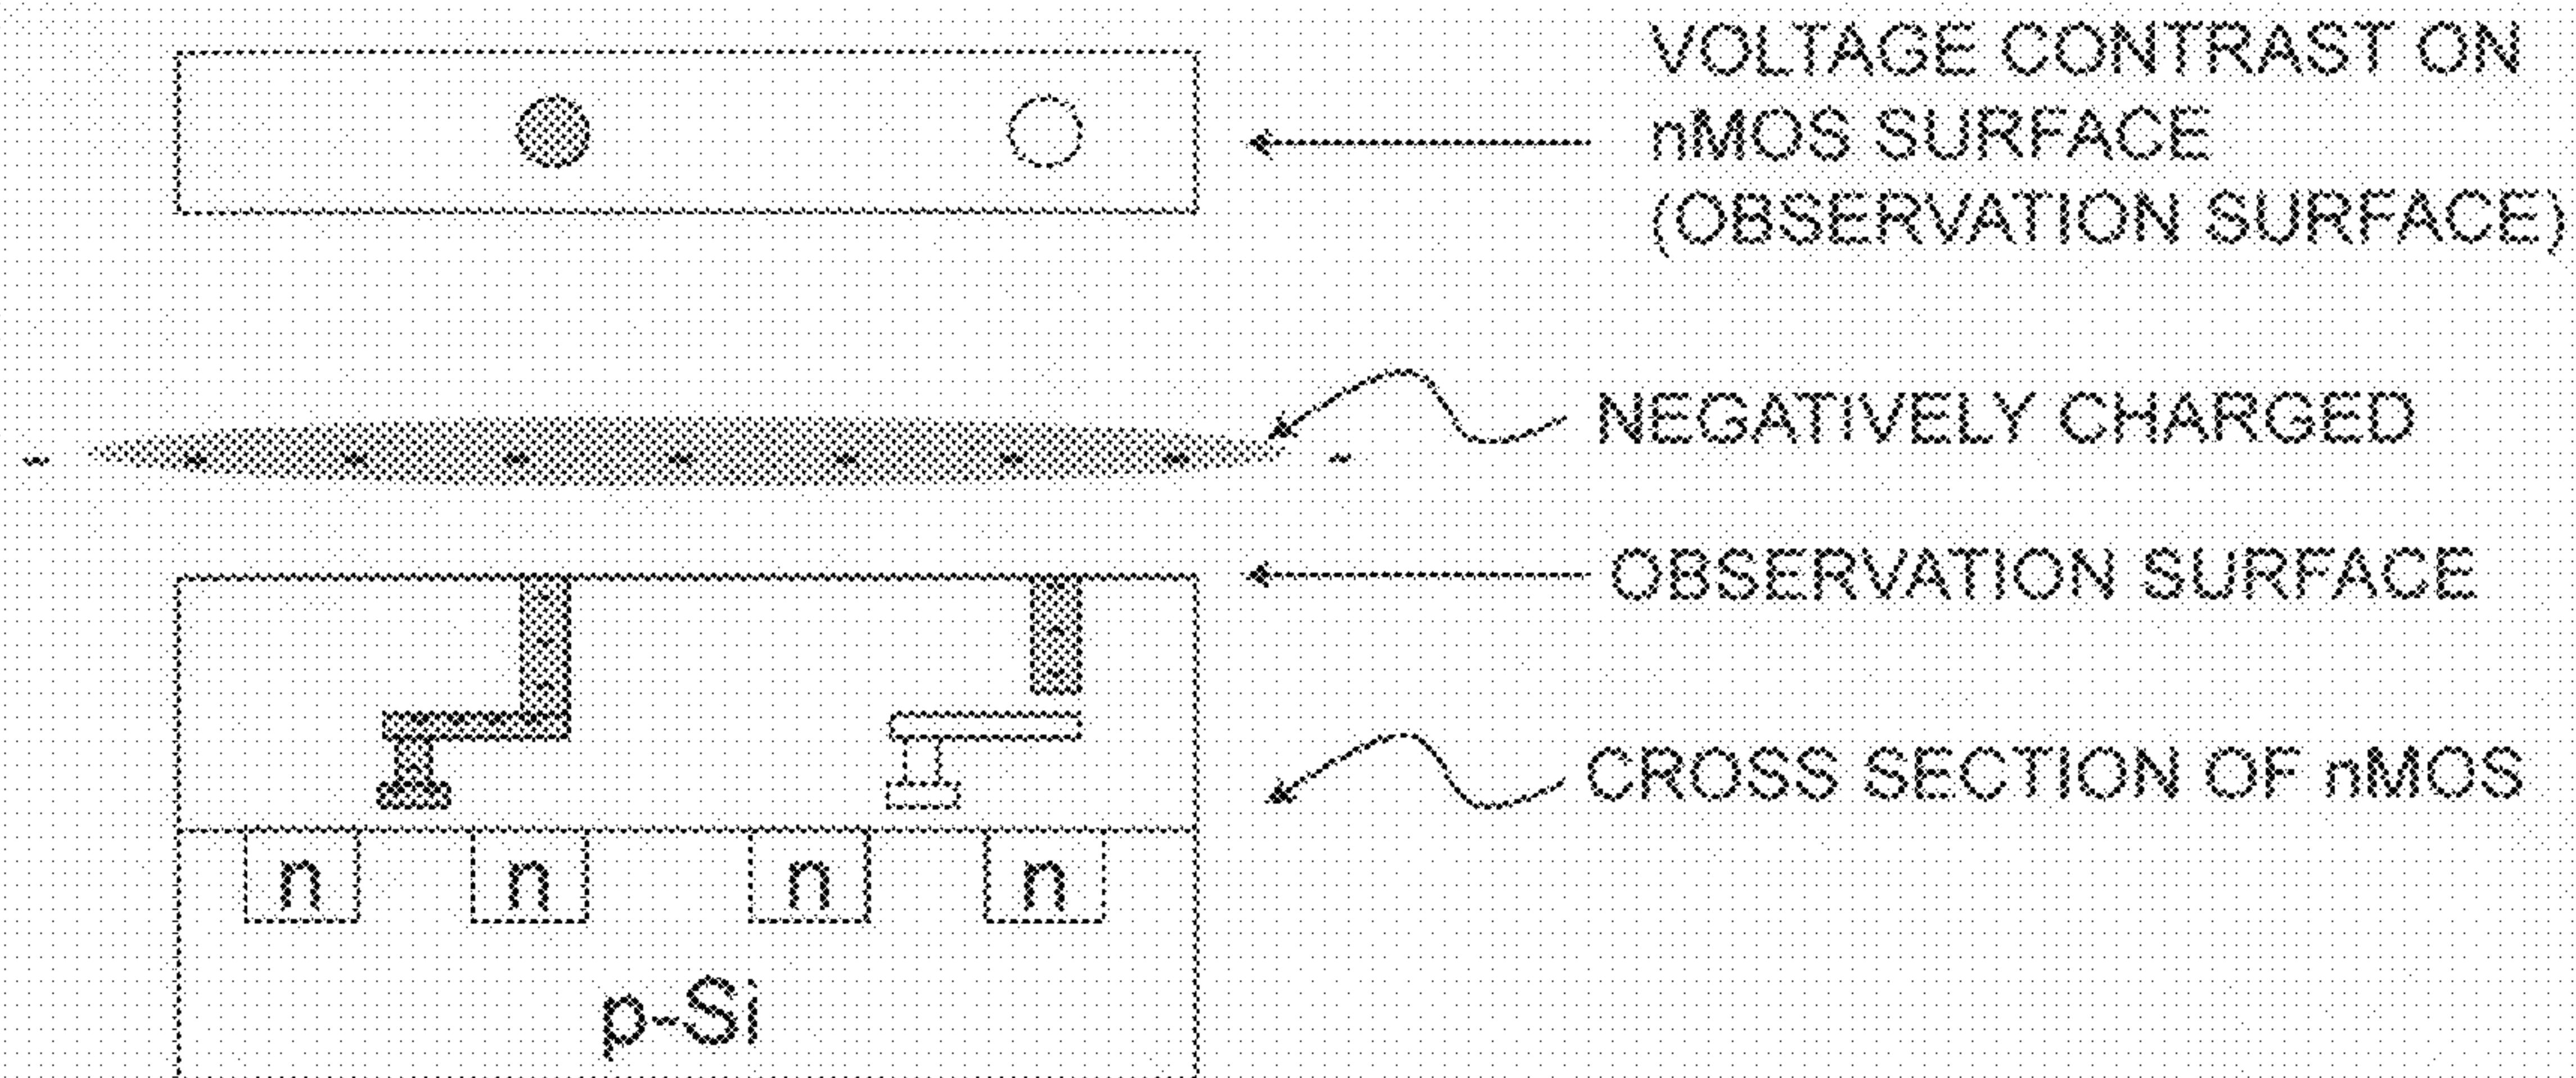 VOLTAGE CONTRAST ON
nMOS SURFACE
(OBSERVATION SURFACE)
NEGATIVELY CHARGED
- - - - - - - - -
OBSERVATION SURFACE
CROSS SECTION OF nMOS
n n n n
p-Si